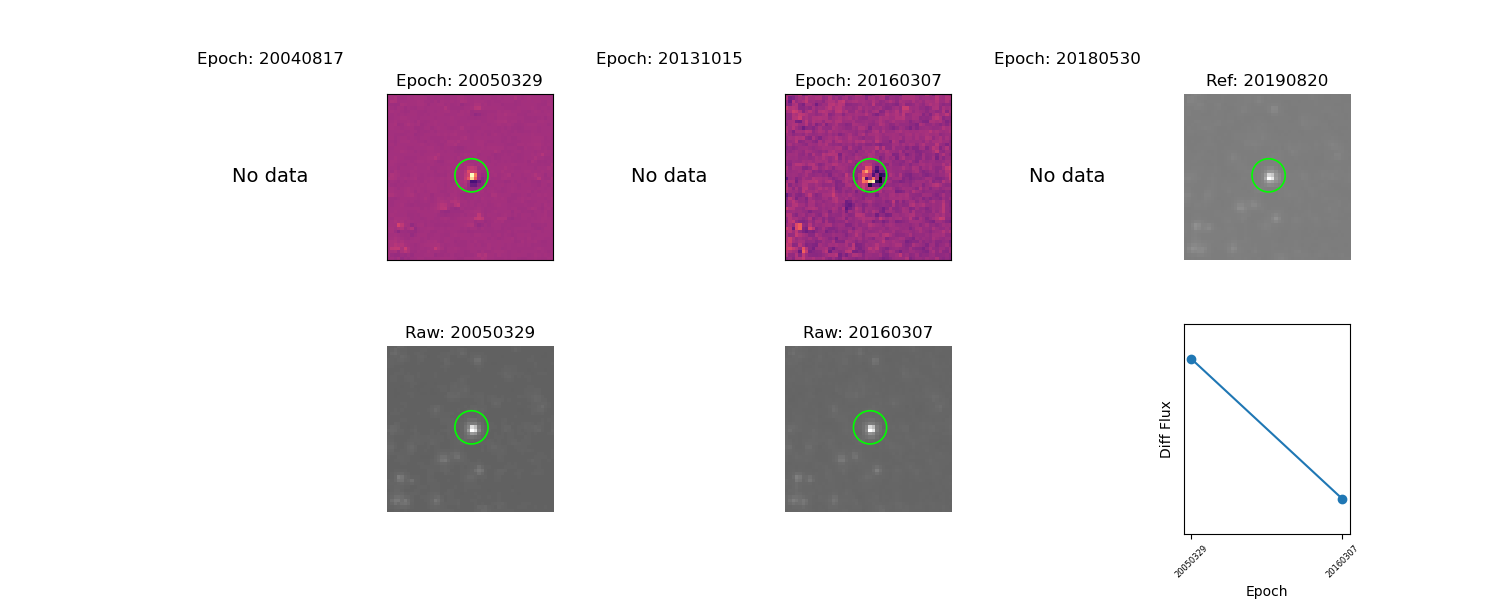 Epoch: 20040817
Epoch: 20050329
Epoch: 20131015
Epoch: 20160307
Epoch: 20180530
Ref: 20190820
No data
No data
No data
Raw: 20050329
Raw: 20160307
Diff Flux
20050329
20160307
Epoch